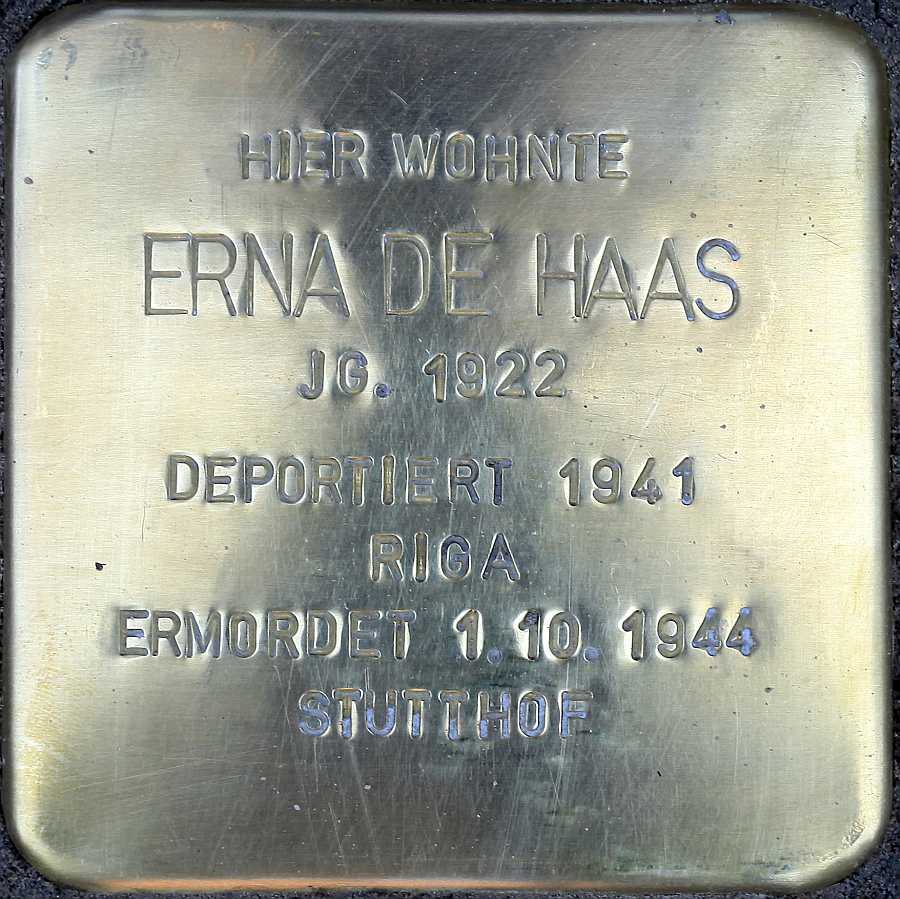 HIER WOHNTE
ERNA DE HAAS
JG. 1922
DEPORTIERT 1941
RIGA
ERMORDET 1.10.1944
STUTTHOF